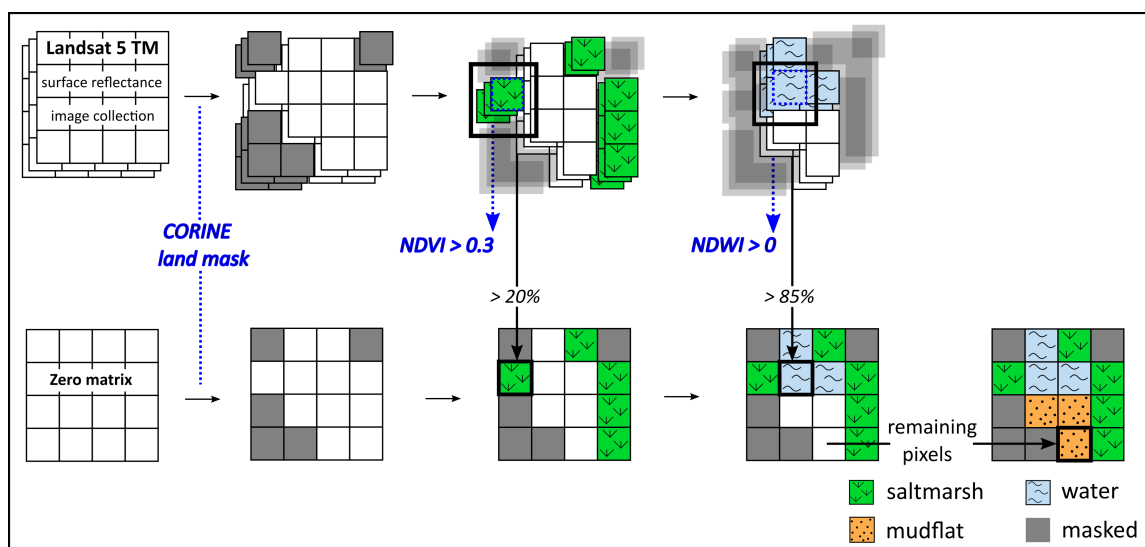 Landsat 5 TM
surface reflectance
image collection
CORINE
land mask
NDVI > 0.3
NDWI > 0
> 20%
> 85%
Zero matrix
remaining
pixels
saltmarsh
water
mudflat
masked